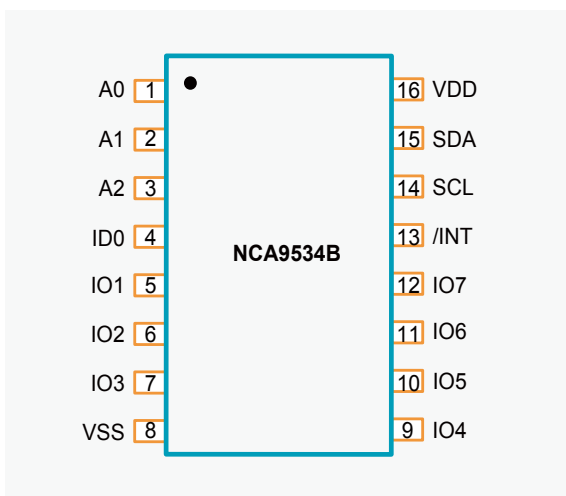 A0 1 16 VDD
A1 2 15 SDA
A2 3 14 SCL
ID0 4 13 /INT
NCA9534B
IO1 5 12 IO7
IO2 6 11 IO6
IO3 7 10 IO5
VSS 8 9 IO4